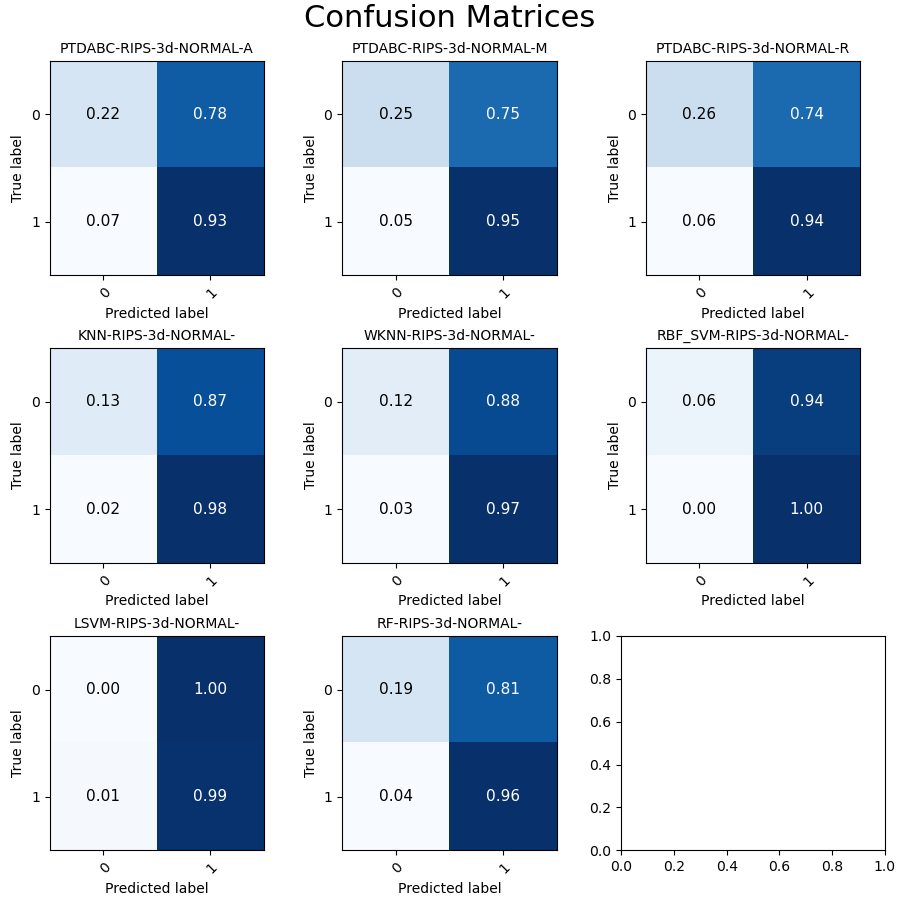 Confusion Matrices
PTDABC-RIPS-3d-NORMAL-A
0 0.22 0.78
1 0.07 0.93
True label
0 1
Predicted label
PTDABC-RIPS-3d-NORMAL-M
0 0.25 0.75
1 0.05 0.95
True label
0 1
Predicted label
PTDABC-RIPS-3d-NORMAL-R
0 0.26 0.74
1 0.06 0.94
True label
0 1
Predicted label
KNN-RIPS-3d-NORMAL-
0 0.13 0.87
1 0.02 0.98
True label
0 1
Predicted label
WKNN-RIPS-3d-NORMAL-
0 0.12 0.88
1 0.03 0.97
True label
0 1
Predicted label
RBF_SVM-RIPS-3d-NORMAL-
0 0.06 0.94
1 0.00 1.00
True label
0 1
Predicted label
LSVM-RIPS-3d-NORMAL-
0 0.00 1.00
1 0.01 0.99
True label
0 1
Predicted label
RF-RIPS-3d-NORMAL-
0 0.19 0.81
1 0.04 0.96
True label
0 1
Predicted label
1.0
0.8
0.6
0.4
0.2
0.0
0.0 0.2 0.4 0.6 0.8 1.0